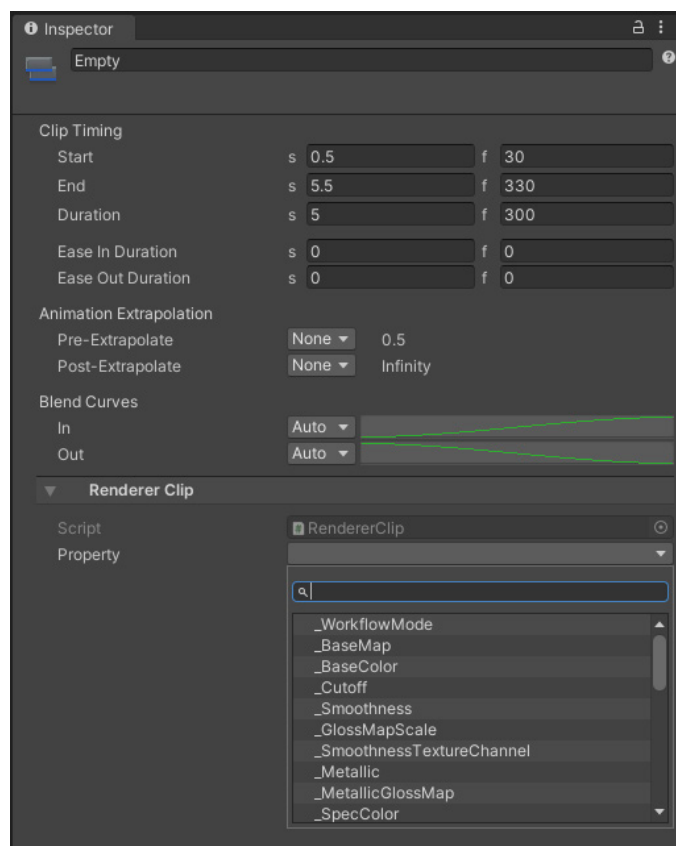 Inspector
Empty
Clip Timing
Start s 0.5 f 30
End s 5.5 f 330
Duration s 5 f 300
Ease In Duration s 0 f 0
Ease Out Duration s 0 f 0
Animation Extrapolation
Pre-Extrapolate None 0.5
Post-Extrapolate None Infinity
Blend Curves
In Auto
Out Auto
Renderer Clip
Script # RendererClip
Property
_WorkflowMode
_BaseMap
_BaseColor
_Cutoff
_Smoothness
_GlossMapScale
_SmoothnessTextureChannel
_Metallic
_MetallicGlossMap
_SpecColor